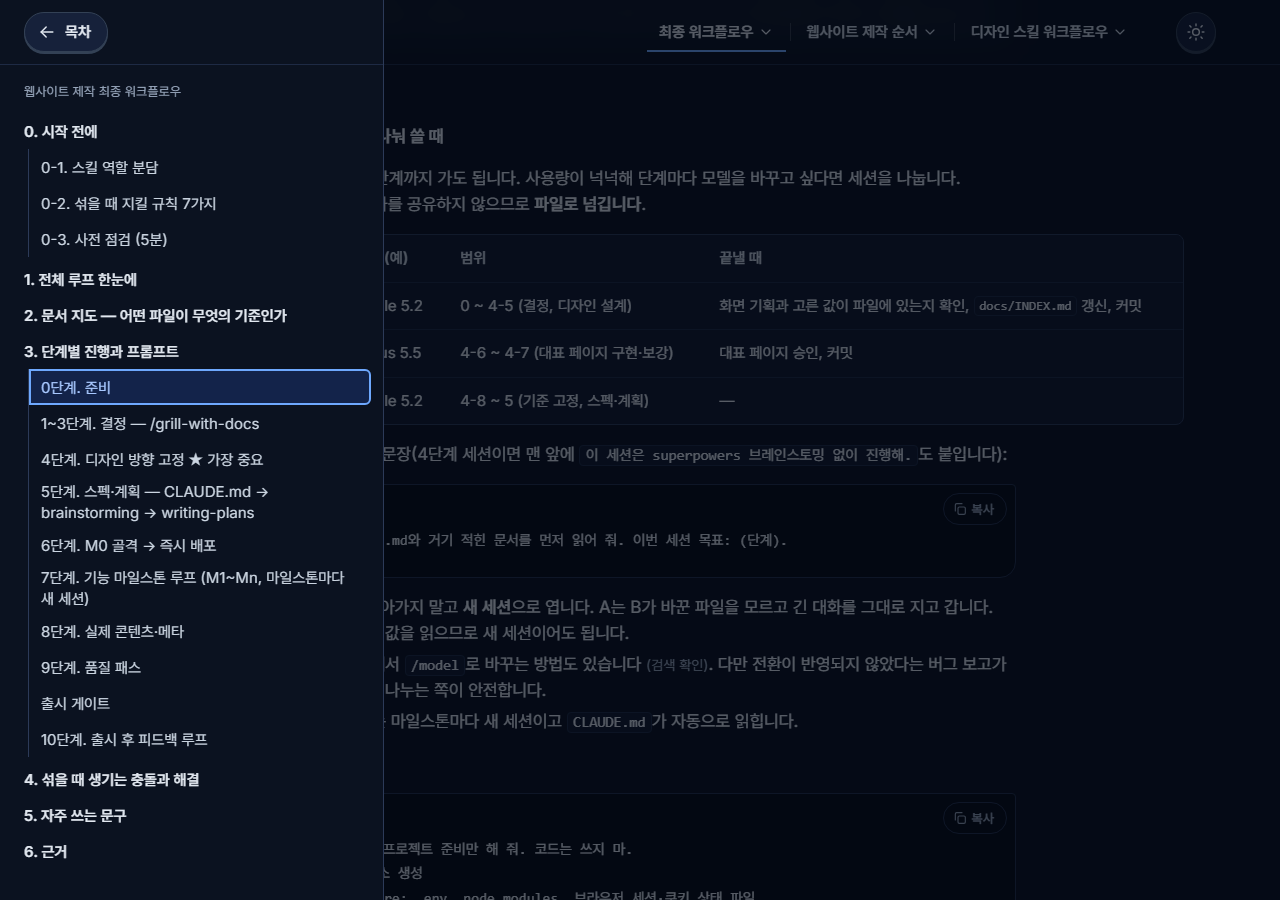 목차
최종 워크플로우
웹사이트 제작 순서
디자인 스킬 워크플로우
웹사이트 제작 최종 워크플로우
0. 시작 전에
0-1. 스킬 역할 분담
0-2. 섞을 때 지킬 규칙 7가지
0-3. 사전 점검 (5분)
1. 전체 루프 한눈에
2. 문서 지도 — 어떤 파일이 무엇의 기준인가
3. 단계별 진행과 프롬프트
0단계. 준비
1~3단계. 결정 — /grill-with-docs
4단계. 디자인 방향 고정 ★ 가장 중요
5단계. 스펙·계획 — CLAUDE.md →
brainstorming → writing-plans
6단계. M0 골격 → 즉시 배포
7단계. 기능 마일스톤 루프 (M1~Mn, 마일스톤마다
새 세션)
8단계. 실제 콘텐츠·메타
9단계. 품질 패스
출시 게이트
10단계. 출시 후 피드백 루프
4. 섞을 때 생기는 충돌과 해결
5. 자주 쓰는 문구
6. 근거
쓸 때
까지 가도 됩니다. 사용량이 넉넉해 단계마다 모델을 바꾸고 싶다면 세션을 나눕니다.
를 공유하지 않으므로 파일로 넘깁니다.
(예) 범위 끝낼 때
le 5.2 0 ~ 4-5 (결정, 디자인 설계) 화면 기획과 고른 값이 파일에 있는지 확인, docs/INDEX.md 갱신, 커밋
us 5.5 4-6 ~ 4-7 (대표 페이지 구현·보강) 대표 페이지 승인, 커밋
le 5.2 4-8 ~ 5 (기준 고정, 스펙·계획) —
문장(4단계 세션이면 맨 앞에 이 세션은 superpowers 브레인스토밍 없이 진행해. 도 붙입니다):
복사
.md와 거기 적힌 문서를 먼저 읽어 줘. 이번 세션 목표: (단계).
아가지 말고 새 세션으로 엽니다. A는 B가 바꾼 파일을 모르고 긴 대화를 그대로 지고 갑니다.
값을 읽으므로 새 세션이어도 됩니다.
서 /model 로 바꾸는 방법도 있습니다 (검색 확인). 다만 전환이 반영되지 않았다는 버그 보고가
나누는 쪽이 안전합니다.
마일스톤마다 새 세션이고 CLAUDE.md 가 자동으로 읽힙니다.
복사
프로젝트 준비만 해 줘. 코드는 쓰지 마.
생성
re: .env, node_modules, 브라우저 세션·쿠키 상태 파일